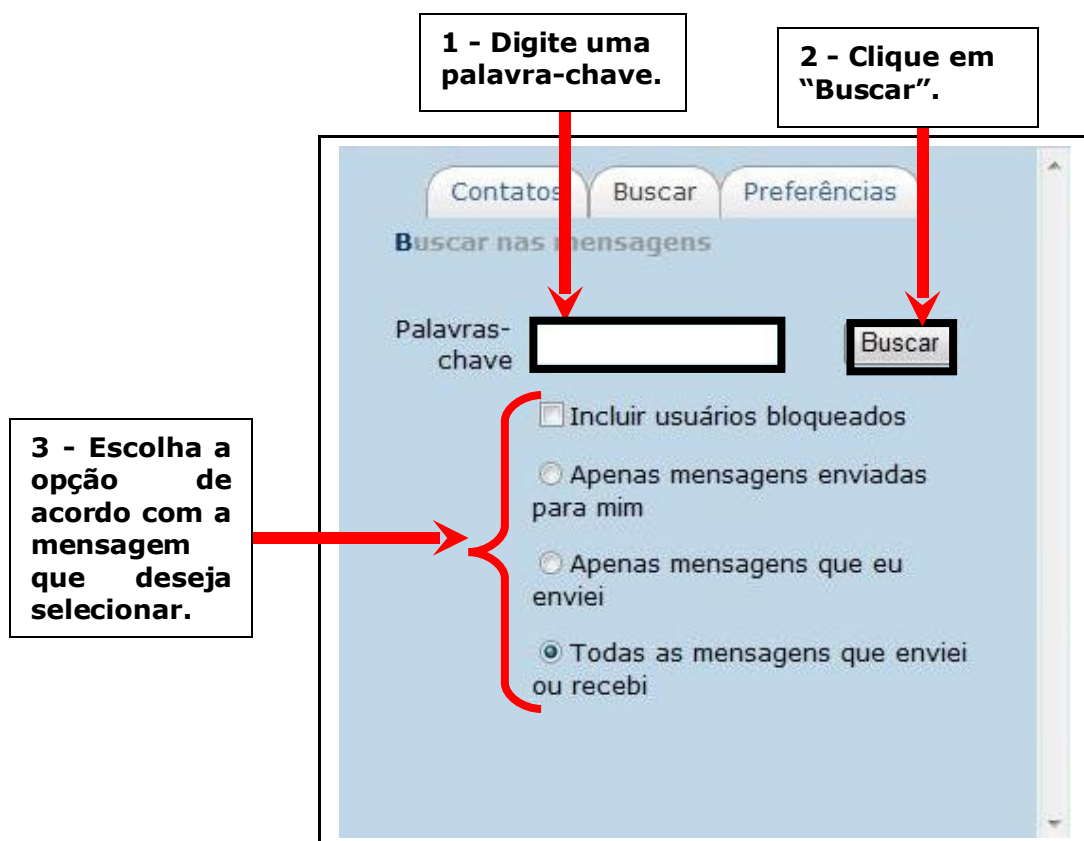 1 - Digite uma
palavra-chave.
2 - Clique em
“Buscar”.
Contatos Buscar Preferências
Buscar nas mensagens
Palavras-
chave
Buscar
Incluir usuários bloqueados
Apenas mensagens enviadas
para mim
Apenas mensagens que eu
enviei
Todas as mensagens que enviei
ou recebi
3 - Escolha a
opção de
acordo com a
mensagem
que deseja
selecionar.